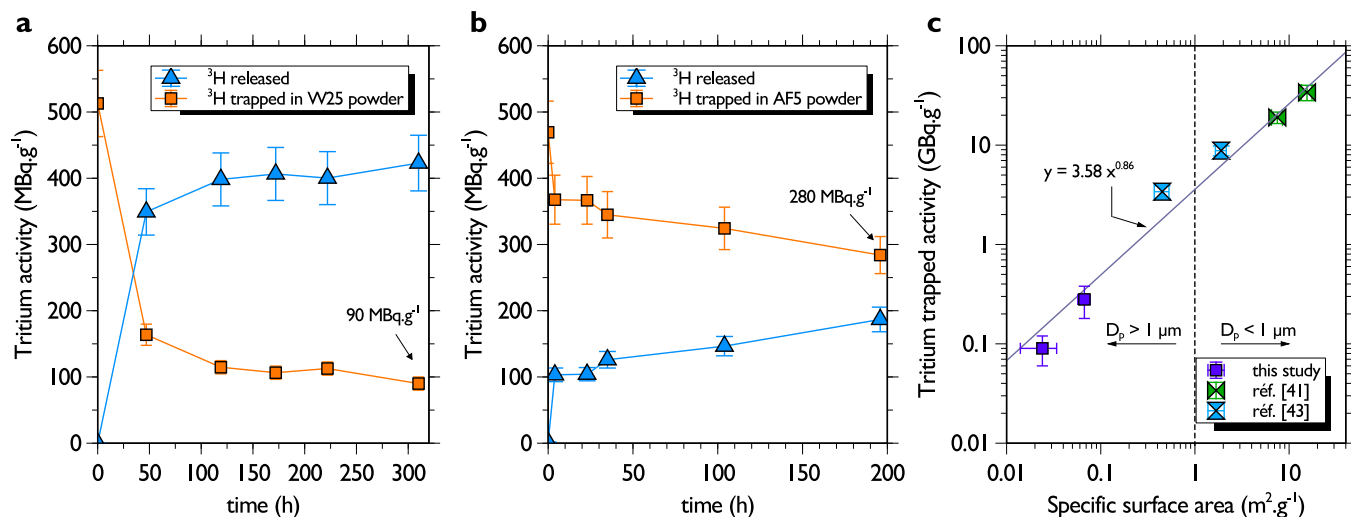 a
600
500
400
300
200
100
0
Tritium activity (MBq.g⁻¹)
³H released
³H trapped in W25 powder
90 MBq.g⁻¹
0 50 100 150 200 250 300
time (h)
b
600
500
400
300
200
100
0
Tritium activity (MBq.g⁻¹)
³H released
³H trapped in AF5 powder
280 MBq.g⁻¹
0 50 100 150 200
time (h)
c
100
10
1
0.1
0.01
Tritium trapped activity (GBq.g⁻¹)
y = 3.58 x^0.86
Dₚ > 1 µm
Dₚ < 1 µm
this study
réf. [41]
réf. [43]
0.01 0.1 1 10
Specific surface area (m².g⁻¹)